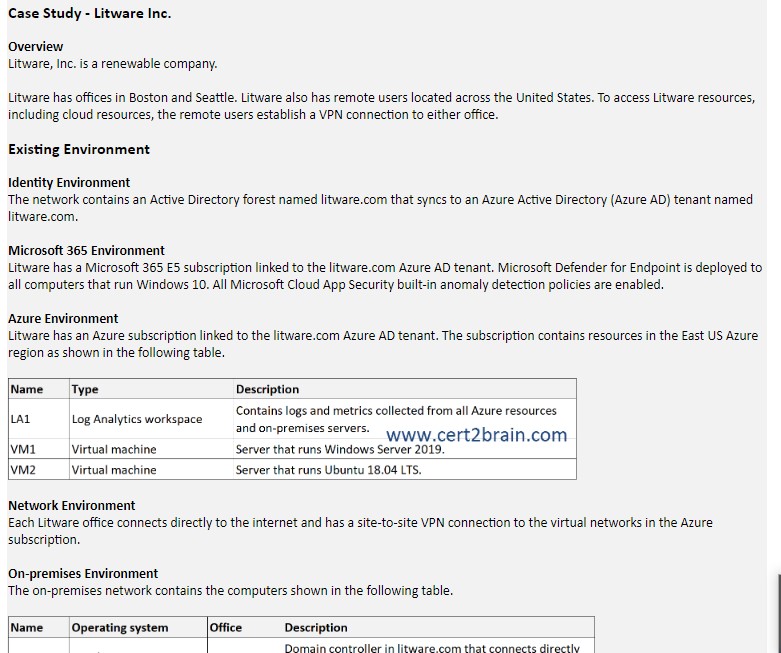 Case Study - Litware Inc.
Overview
Litware, Inc. is a renewable company.
Litware has offices in Boston and Seattle. Litware also has remote users located across the United States. To access Litware resources,
including cloud resources, the remote users establish a VPN connection to either office.
Existing Environment
Identity Environment
The network contains an Active Directory forest named litware.com that syncs to an Azure Active Directory (Azure AD) tenant named
litware.com.
Microsoft 365 Environment
Litware has a Microsoft 365 E5 subscription linked to the litware.com Azure AD tenant. Microsoft Defender for Endpoint is deployed to
all computers that run Windows 10. All Microsoft Cloud App Security built-in anomaly detection policies are enabled.
Azure Environment
Litware has an Azure subscription linked to the litware.com Azure AD tenant. The subscription contains resources in the East US Azure
region as shown in the following table.
Name Type Description
LA1 Log Analytics workspace Contains logs and metrics collected from all Azure resources
and on-premises servers.
www.cert2brain.com
VM1 Virtual machine Server that runs Windows Server 2019.
VM2 Virtual machine Server that runs Ubuntu 18.04 LTS.
Network Environment
Each Litware office connects directly to the internet and has a site-to-site VPN connection to the virtual networks in the Azure
subscription.
On-premises Environment
The on-premises network contains the computers shown in the following table.
Name Operating system Office Description
Domain controller in litware.com that connects directly